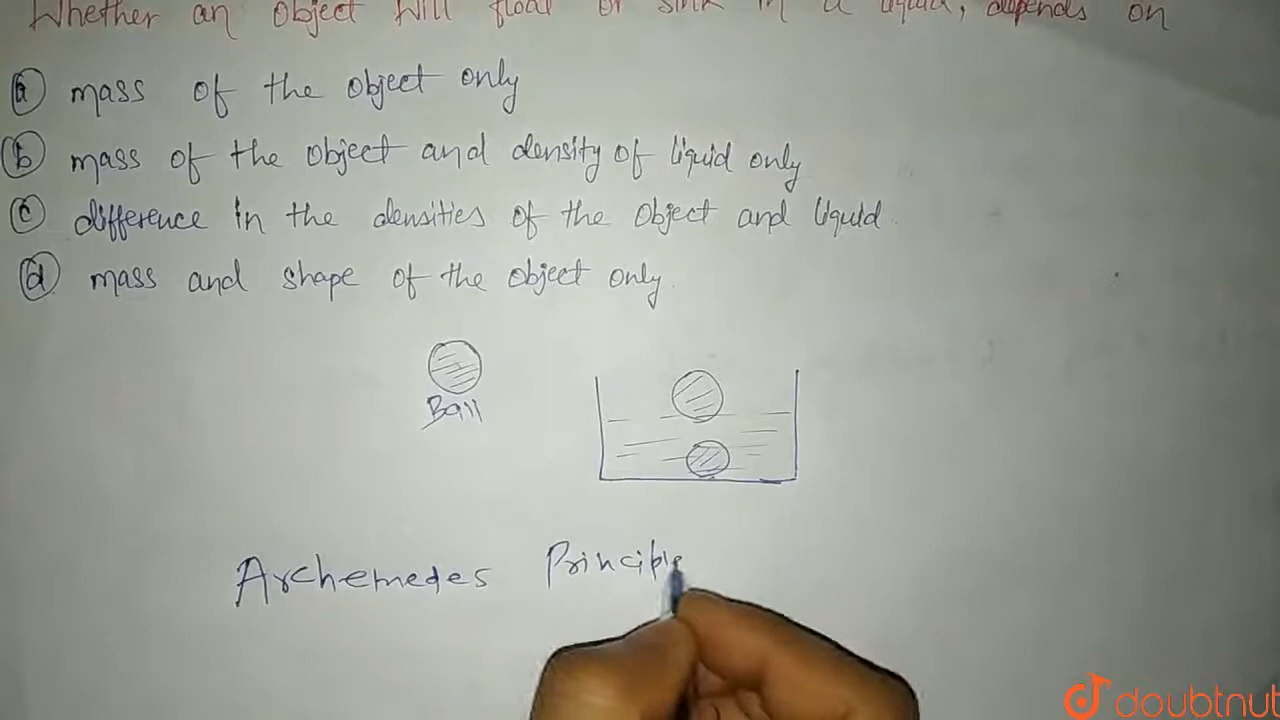 Whether an object will float or sink in a liquid, depends on
(a) mass of the object only
(b) mass of the object and density of liquid only
(c) difference in the densities of the object and liquid.
(d) mass and shape of the object only.
Ball
Archemedes Principle
doubtnut